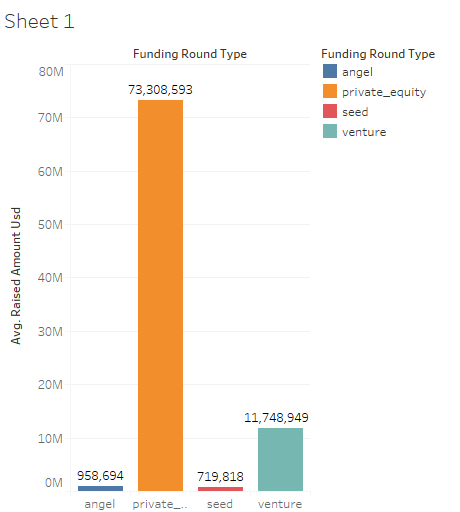 Sheet 1
Funding Round Type
Funding Round Type
angel
private_equity
seed
venture
Avg. Raised Amount Usd
80M
70M
60M
50M
40M
30M
20M
10M
0M
73,308,593
11,748,949
958,694
719,818
angel
private_..
seed
venture